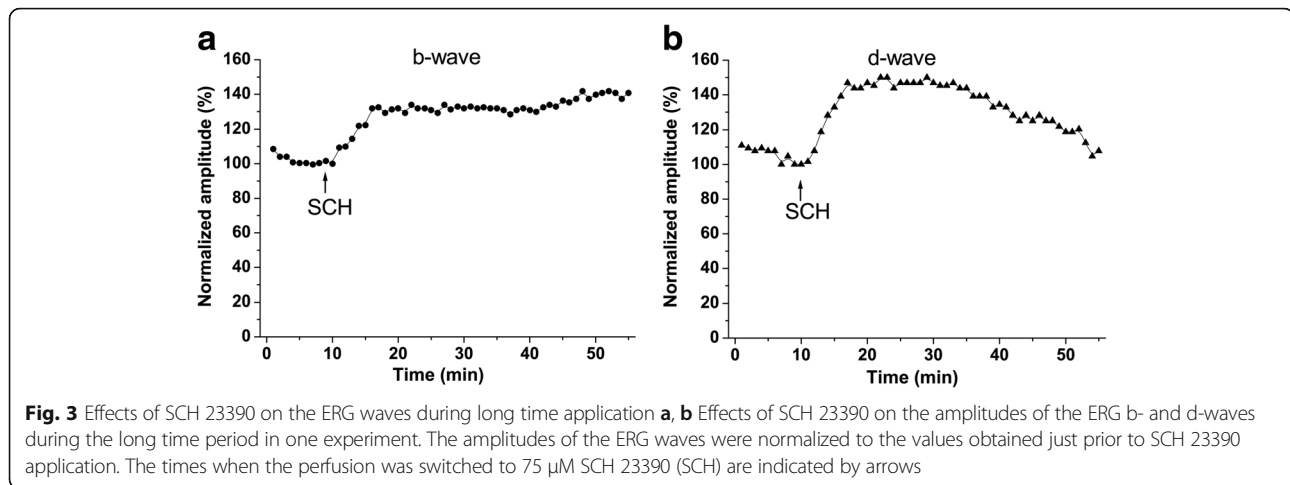 a
b-wave
Normalized amplitude (%)
160
140
120
100
80
60
40
20
0
SCH
0 10 20 30 40 50
Time (min)
b
d-wave
Normalized amplitude (%)
160
140
120
100
80
60
40
20
0
SCH
0 10 20 30 40 50
Time (min)
Fig. 3 Effects of SCH 23390 on the ERG waves during long time application a, b Effects of SCH 23390 on the amplitudes of the ERG b- and d-waves
during the long time period in one experiment. The amplitudes of the ERG waves were normalized to the values obtained just prior to SCH 23390
application. The times when the perfusion was switched to 75 μM SCH 23390 (SCH) are indicated by arrows